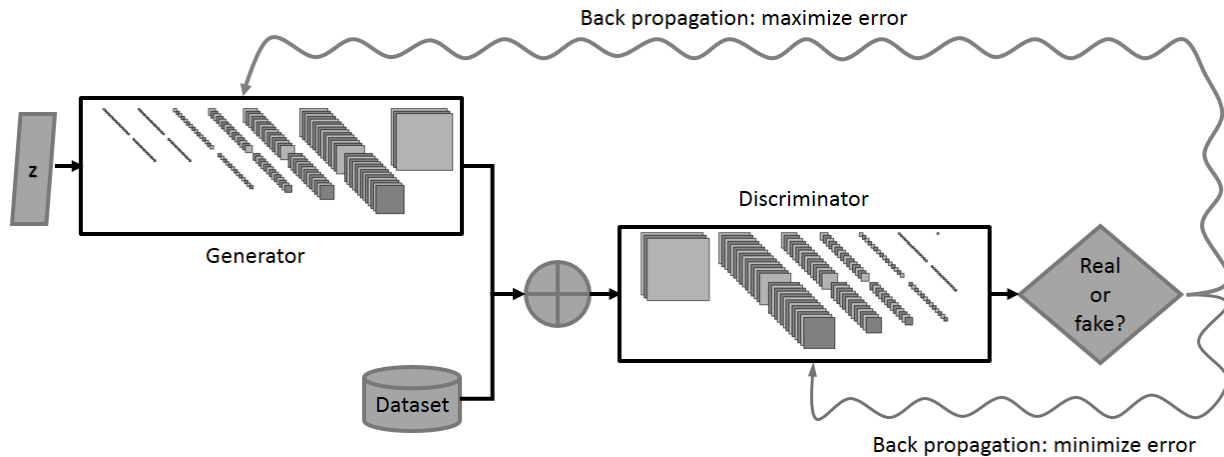 Back propagation: maximize error
z
Generator
Discriminator
Real
or
fake?
Dataset
Back propagation: minimize error